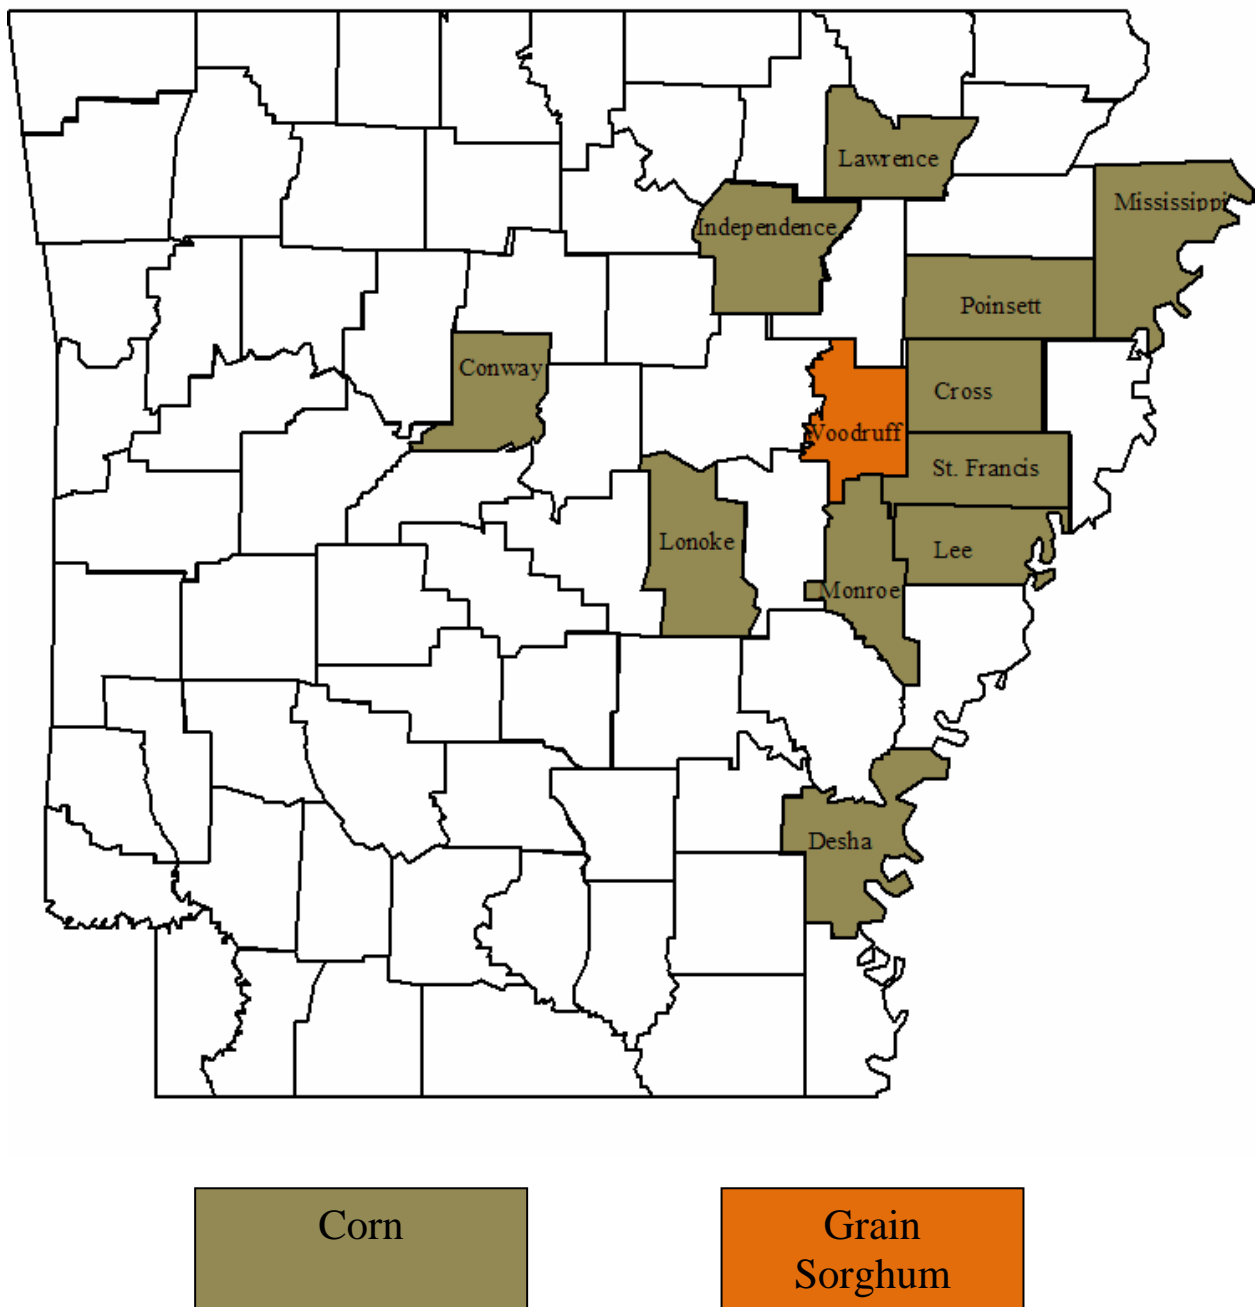 Lawrence
Mississippi
Independence
Poinsett
Conway
Cross
Woodruff
St. Francis
Lonoke
Lee
Monroe
Desha
Corn
Grain
Sorghum